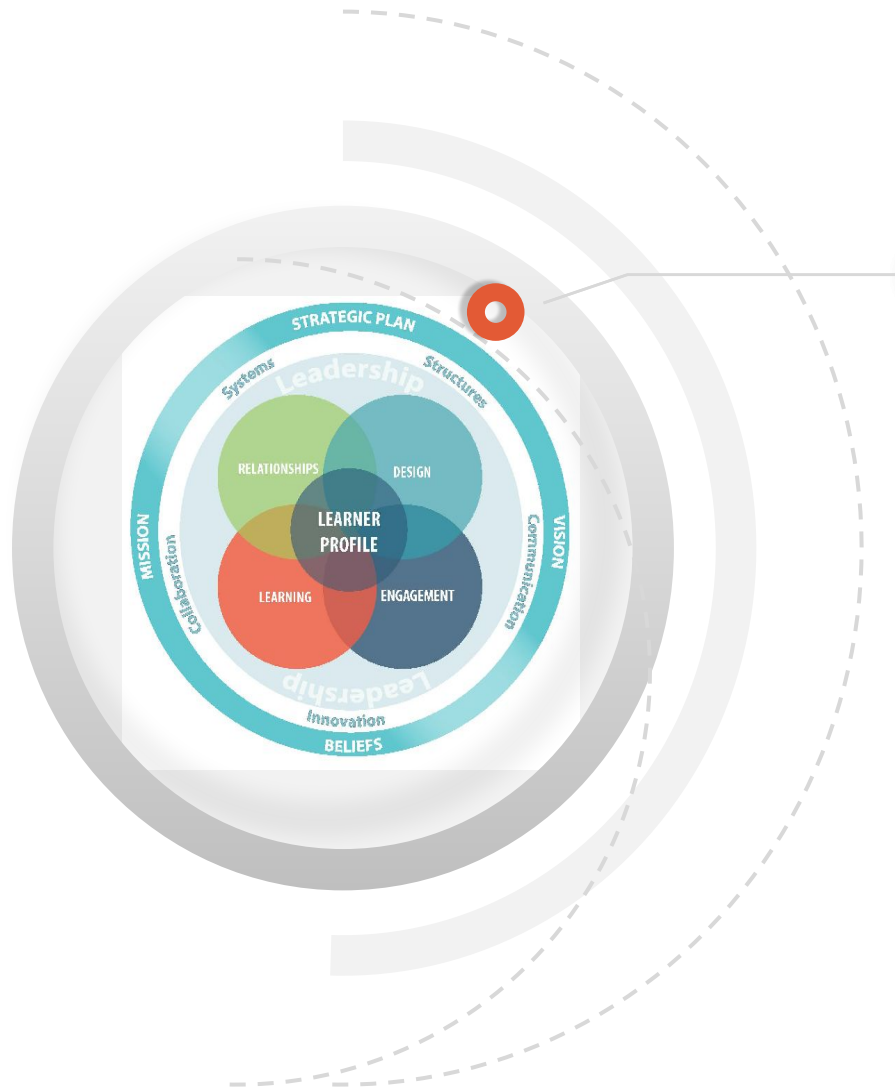 STRATEGIC PLAN
Systems
Leadership
Structures
RELATIONSHIPS
DESIGN
LEARNER
PROFILE
MISSION
VISION
Collaboration
Communication
LEARNING
ENGAGEMENT
Leadership
Innovation
BELIEFS